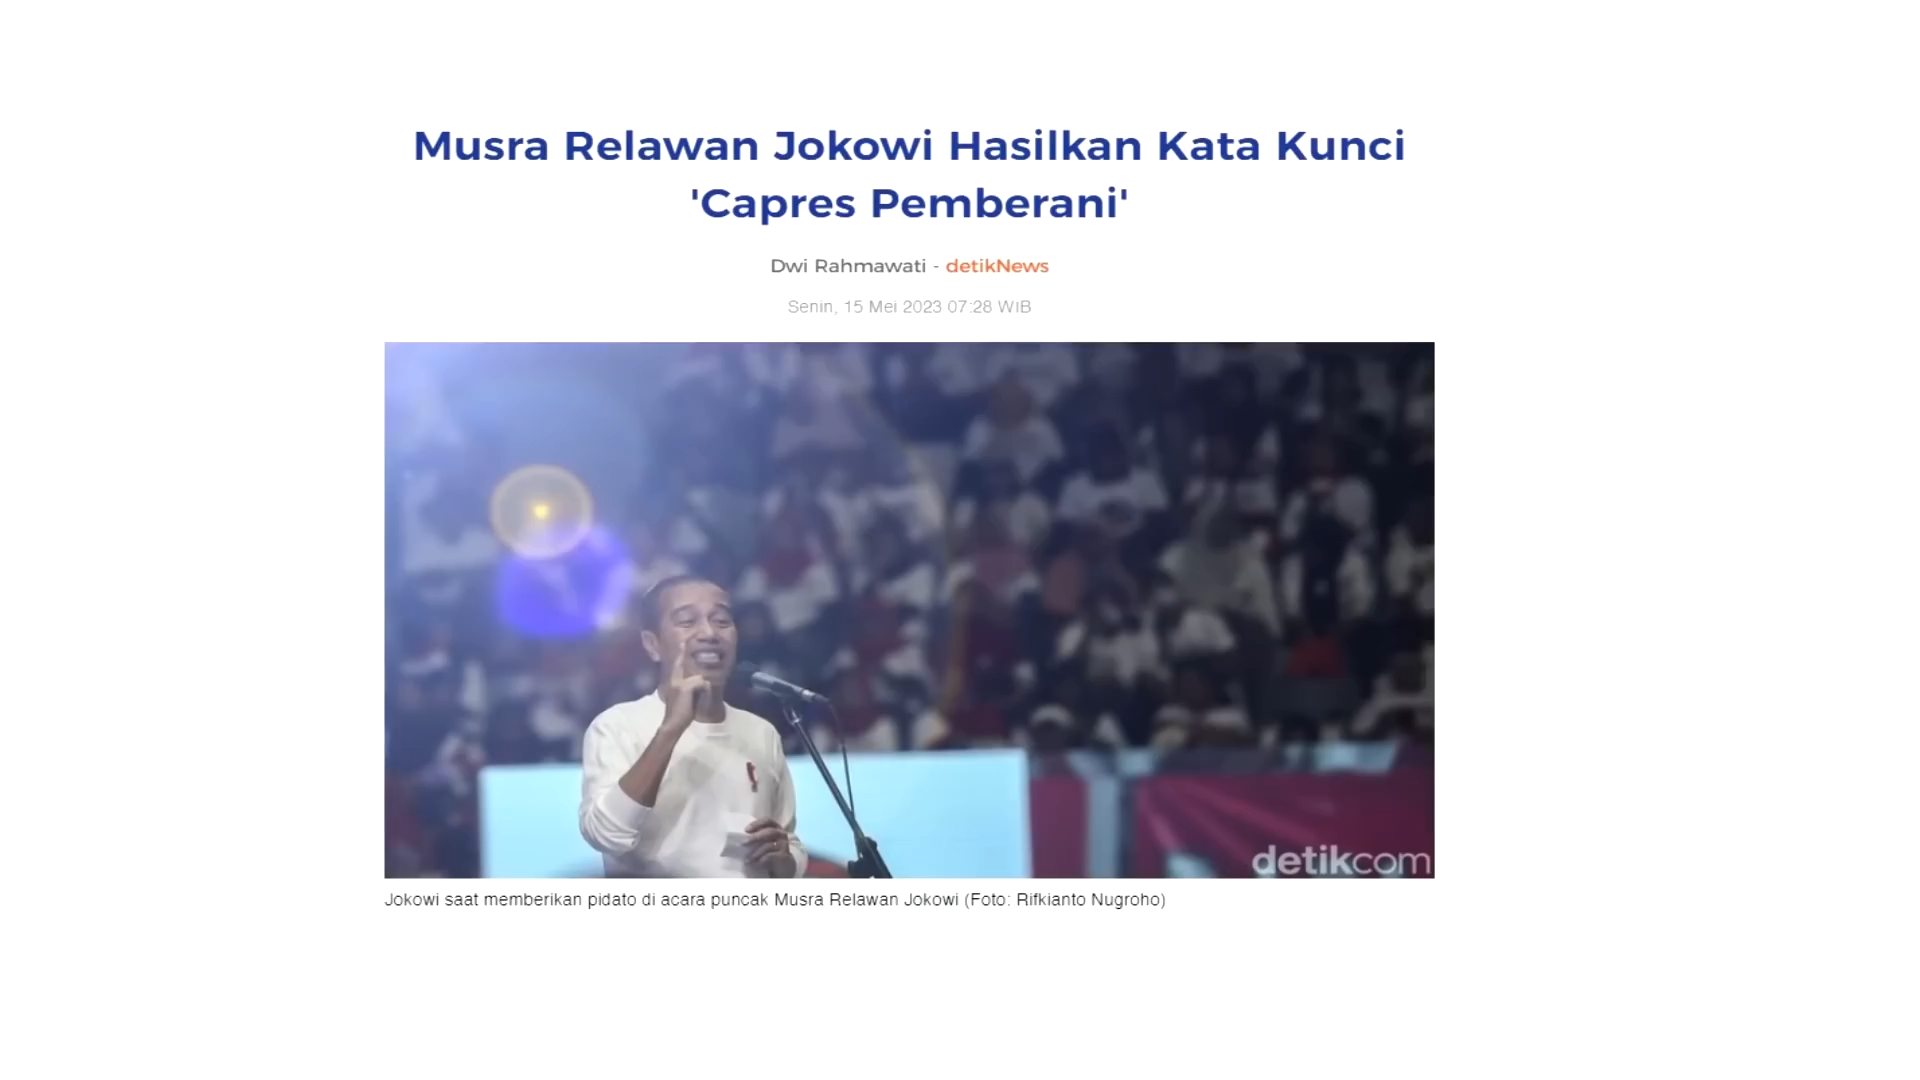 Musra Relawan Jokowi Hasilkan Kata Kunci
'Capres Pemberani'
Dwi Rahmawati - detikNews
Senin, 15 Mei 2023 07:28 WIB
detikcom
Jokowi saat memberikan pidato di acara puncak Musra Relawan Jokowi (Foto: Rifkianto Nugroho)